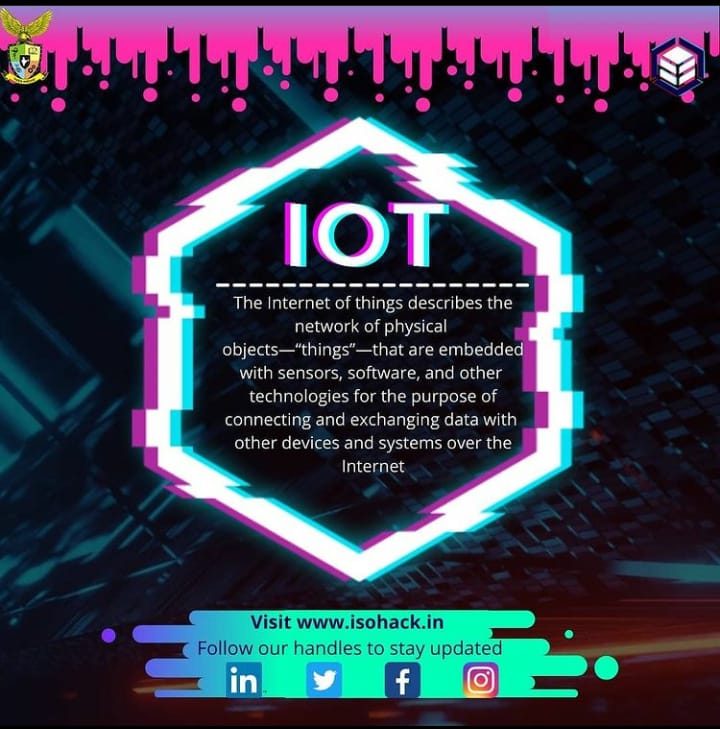 IOT
The Internet of things describes the
network of physical
objects—“things”—that are embedded
with sensors, software, and other
technologies for the purpose of
connecting and exchanging data with
other devices and systems over the
Internet
Visit www.isohack.in
Follow our handles to stay updated
in